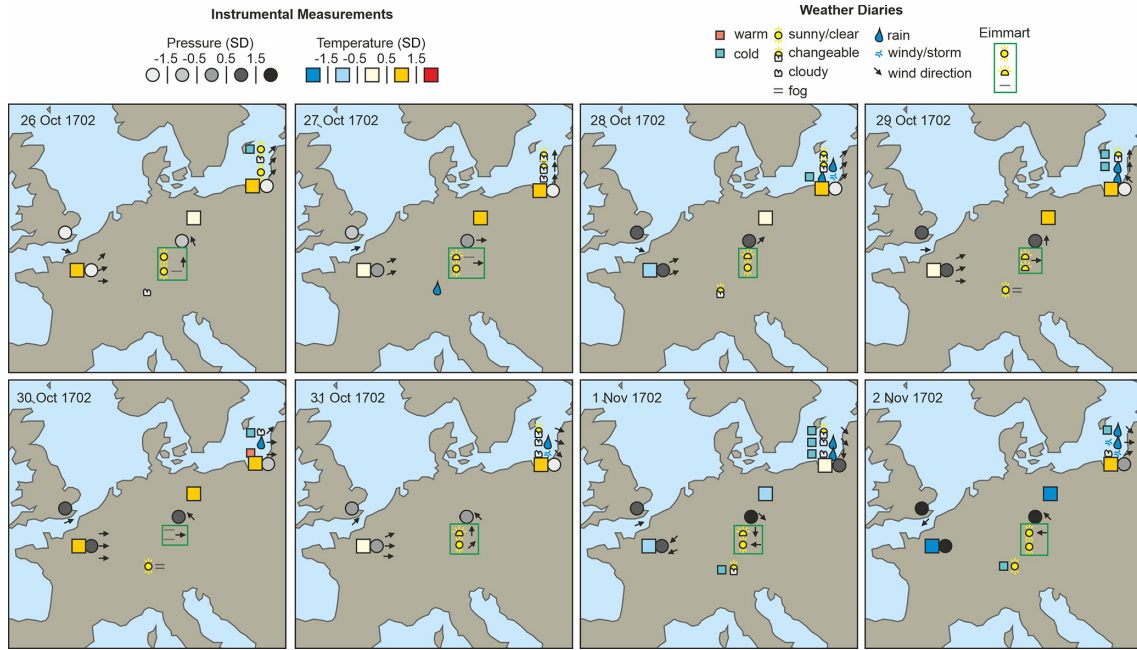 Instrumental Measurements
Pressure (SD)
-1.5 -0.5 0.5 1.5
Temperature (SD)
-1.5 -0.5 0.5 1.5
Weather Diaries
warm
cold
sunny/clear
changeable
cloudy
fog
rain
windy/storm
wind direction
Eimmart
26 Oct 1702
27 Oct 1702
28 Oct 1702
29 Oct 1702
30 Oct 1702
31 Oct 1702
1 Nov 1702
2 Nov 1702